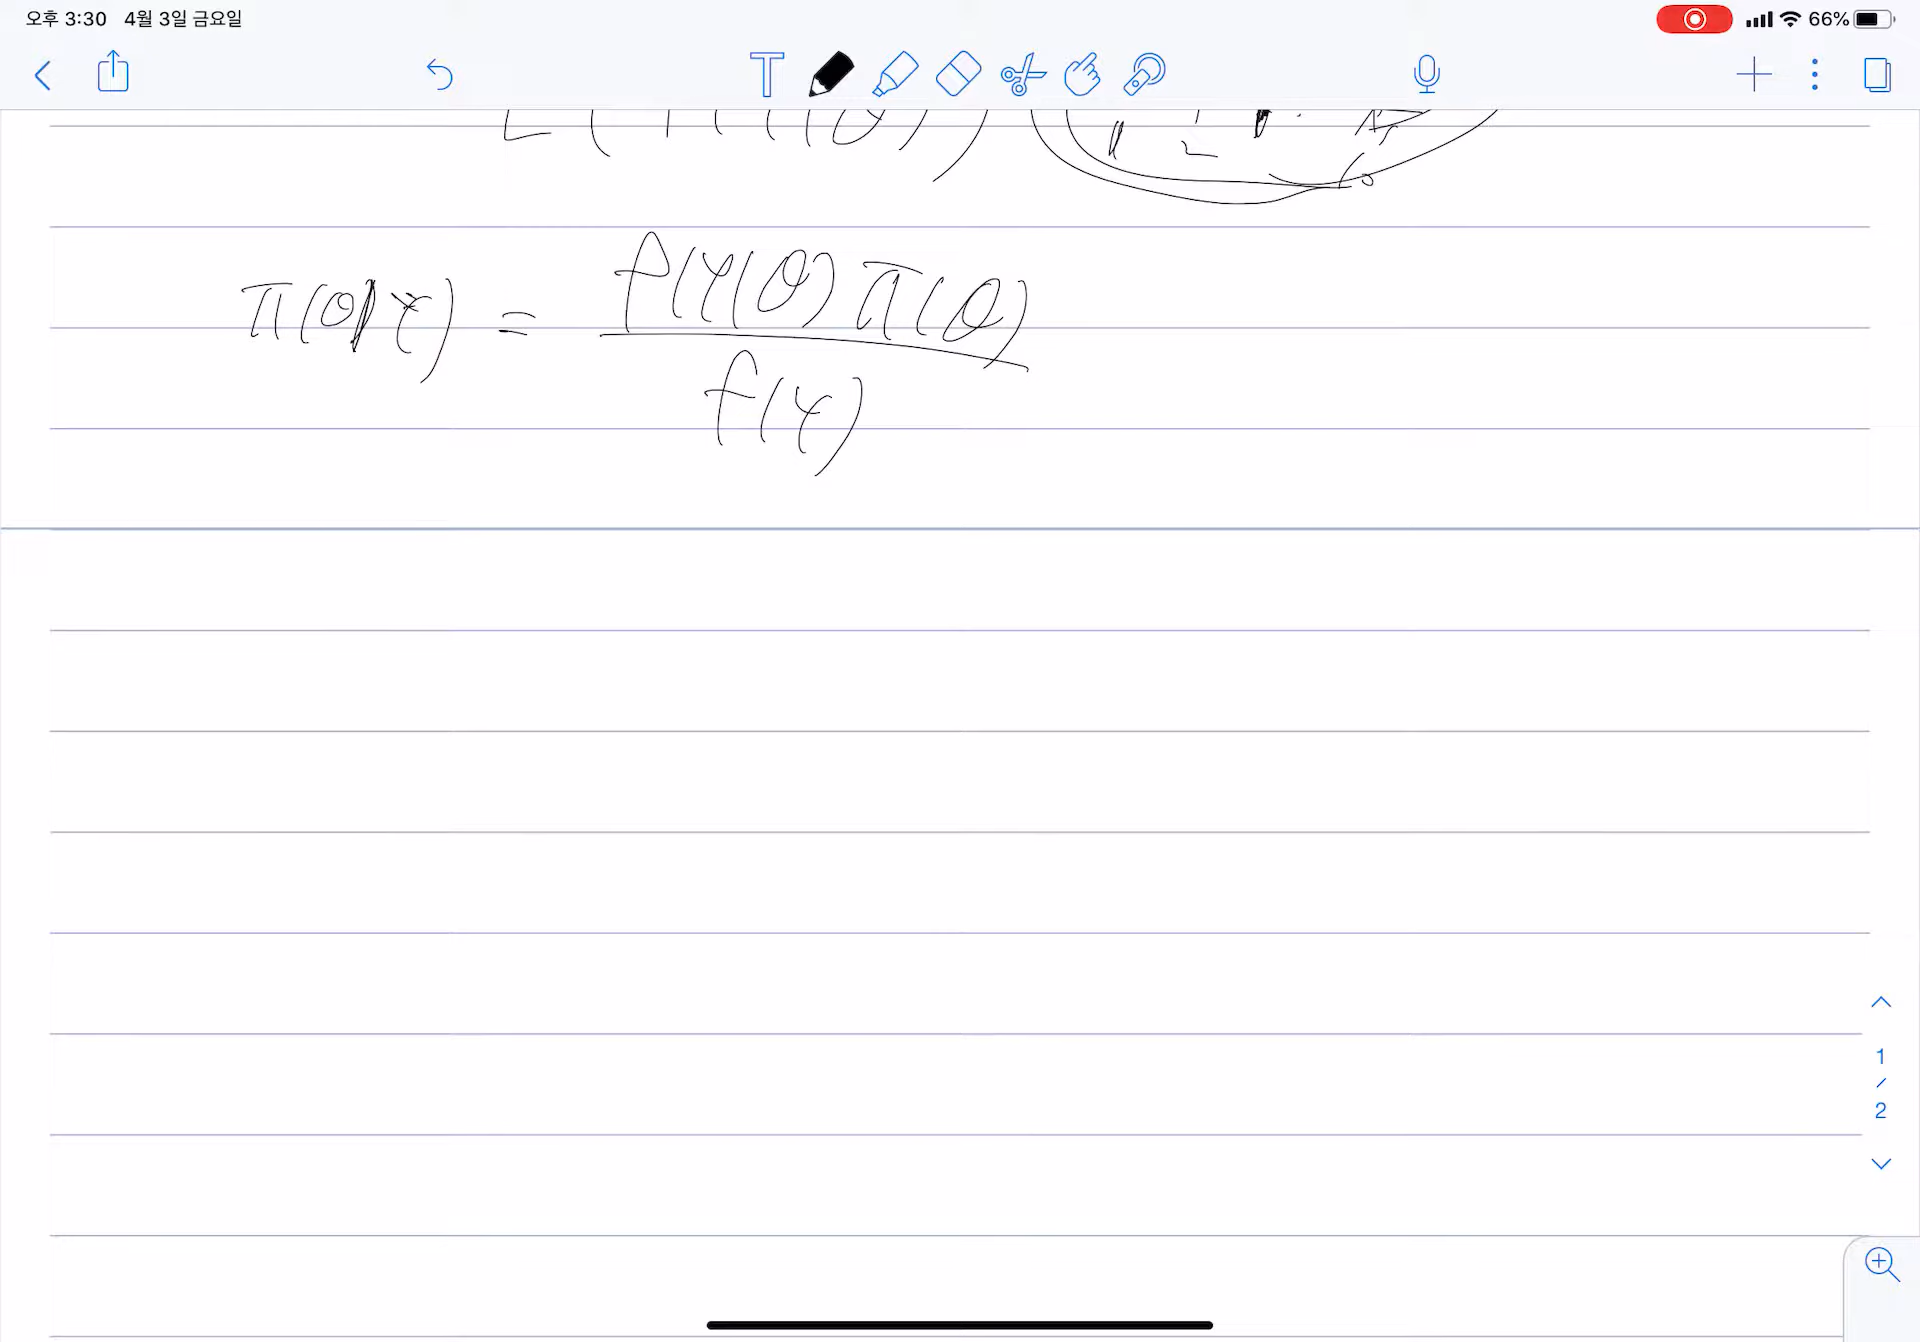 오후 3:30 4월 3일 금요일 66%
π(θ|Y) = f(Y|θ) π(θ)
f(Y)
1
/
2